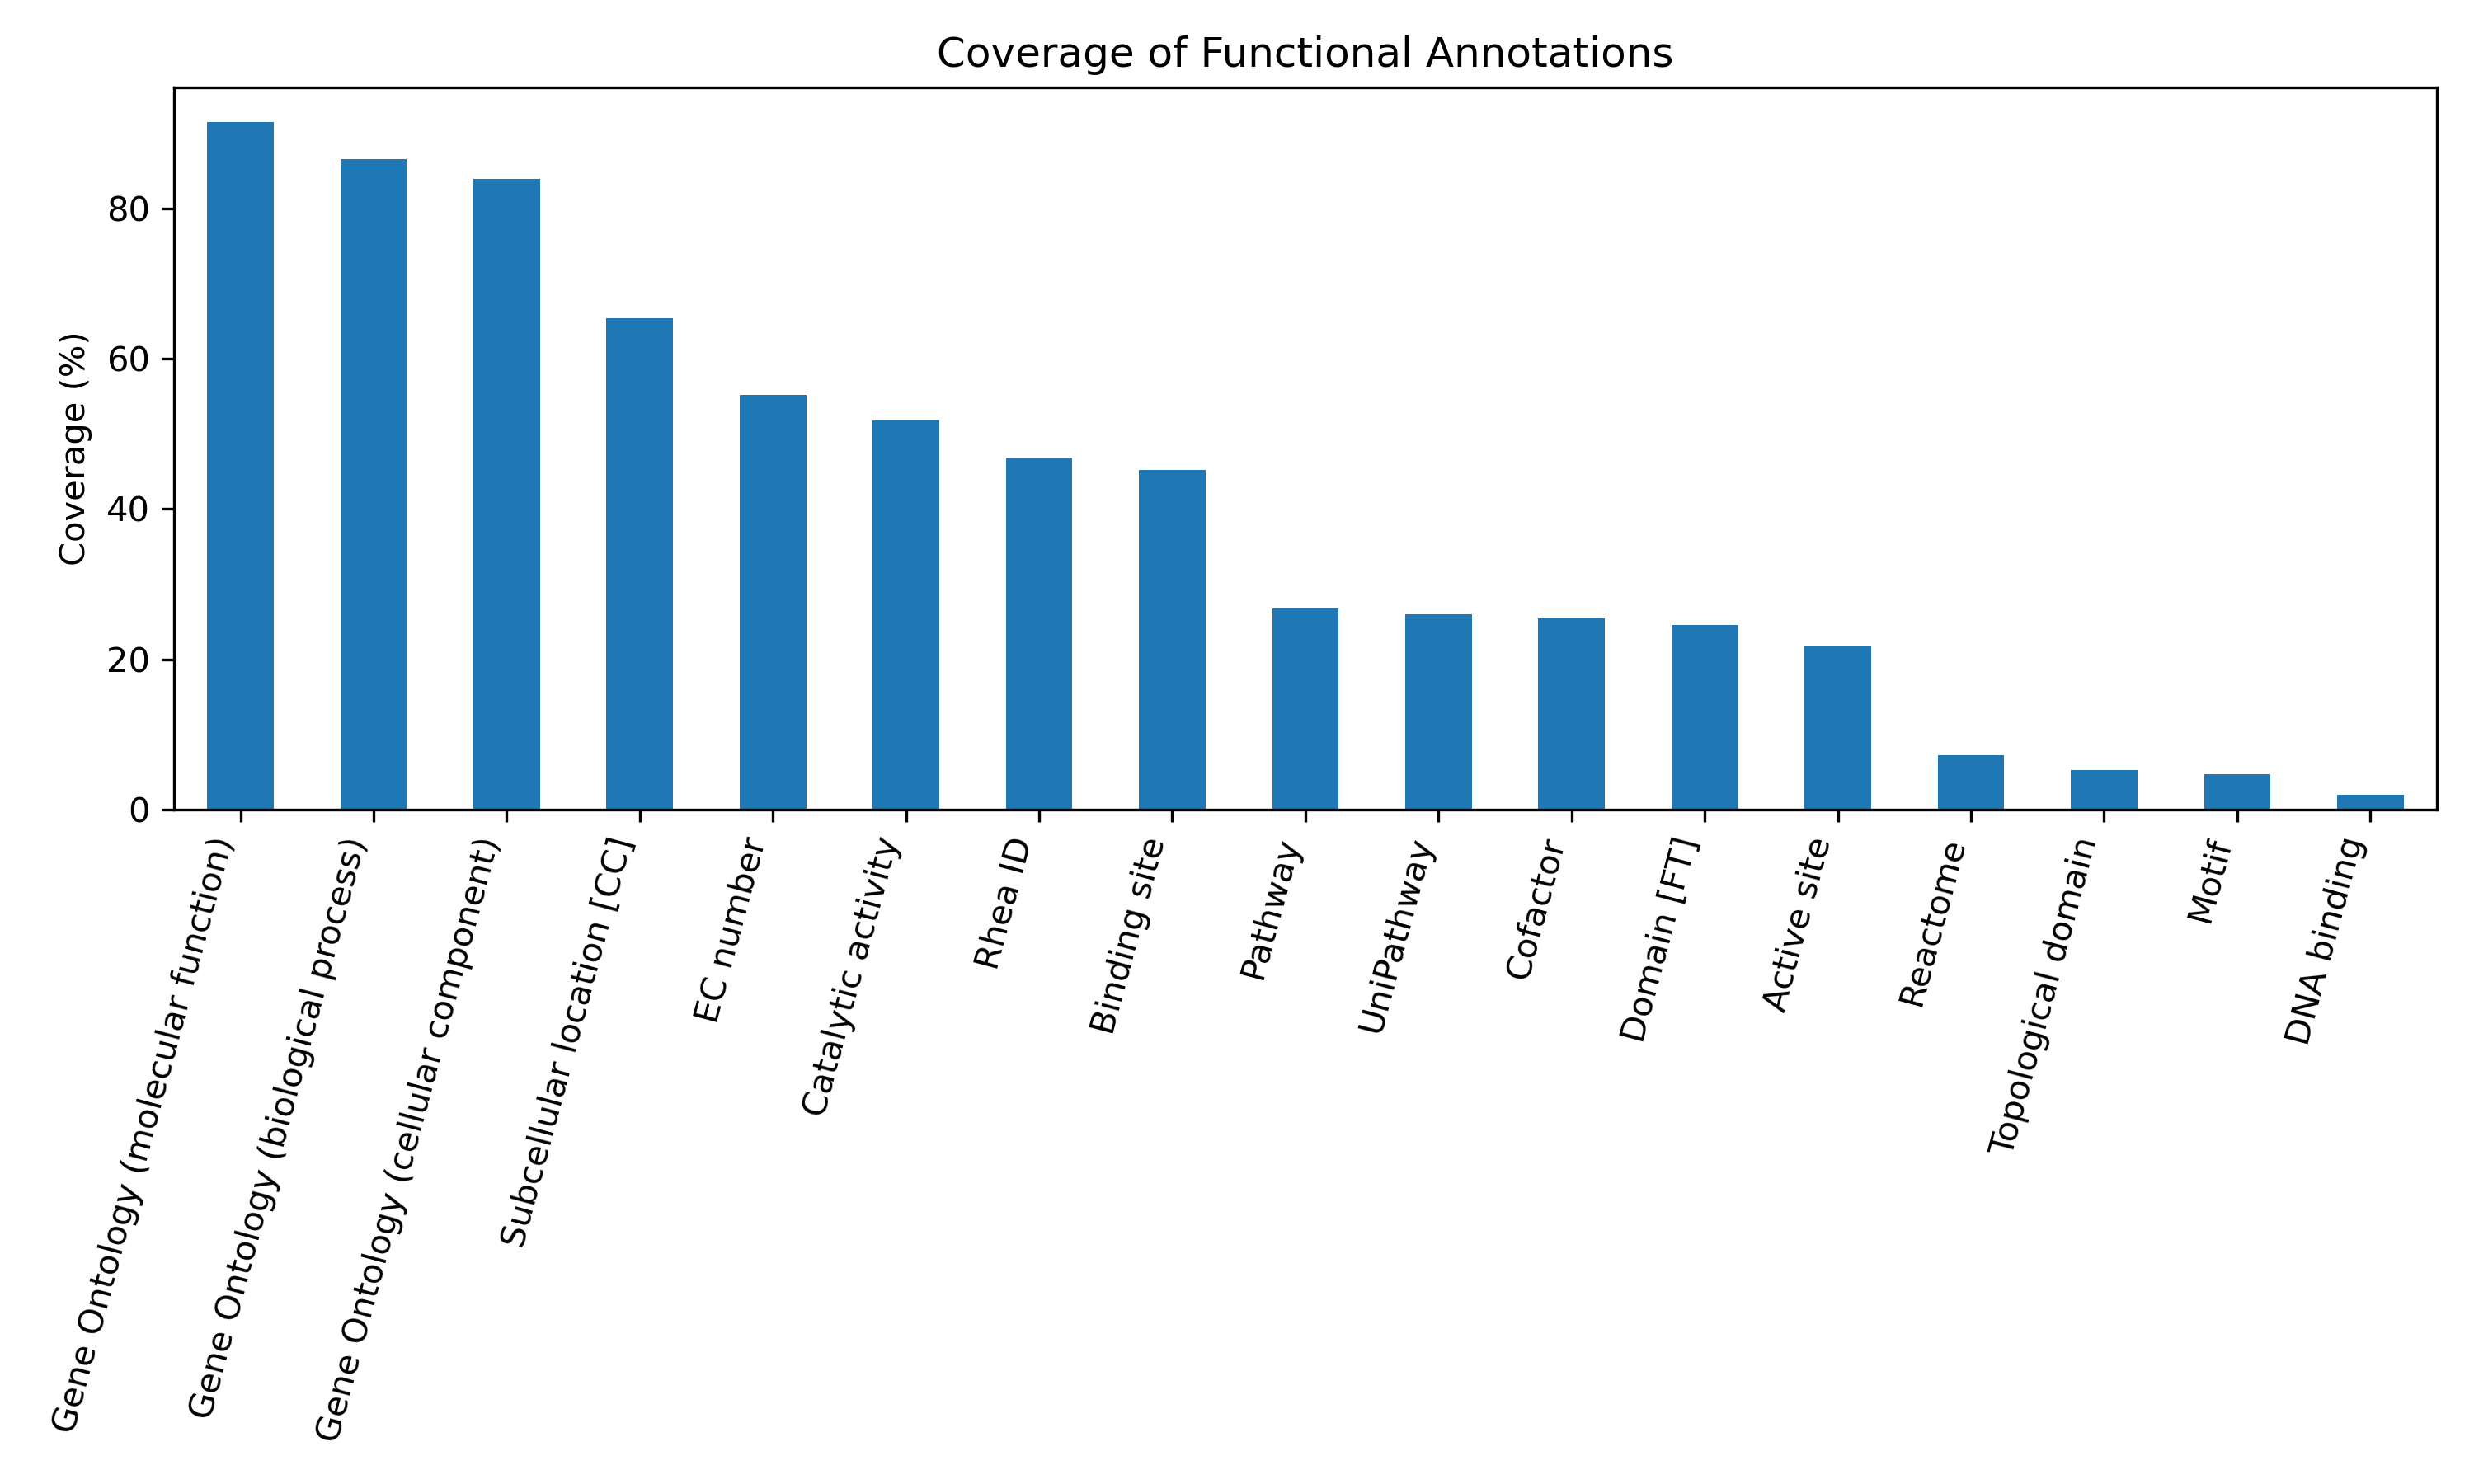 Coverage of Functional Annotations
Coverage (%)
80
60
40
20
0
Gene Ontology (molecular function)
Gene Ontology (biological process)
Gene Ontology (cellular component)
Subcellular location [CC]
EC number
Catalytic activity
Rhea ID
Binding site
Pathway
UniPathway
Cofactor
Domain [FT]
Active site
Reactome
Topological domain
Motif
DNA binding